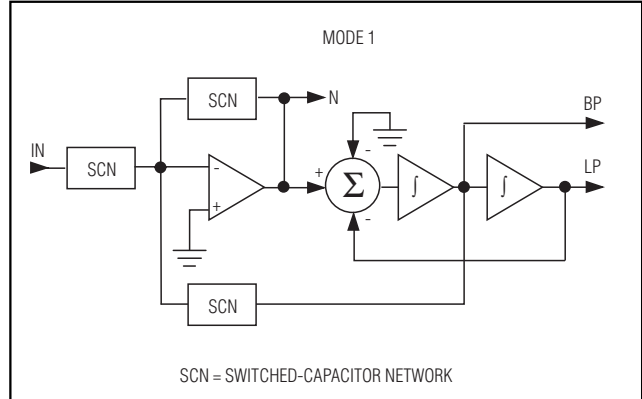 MODE 1
SCN
N
BP
IN
SCN
-
+
+
-
Σ
-
∫
∫
LP
SCN
SCN = SWITCHED-CAPACITOR NETWORK